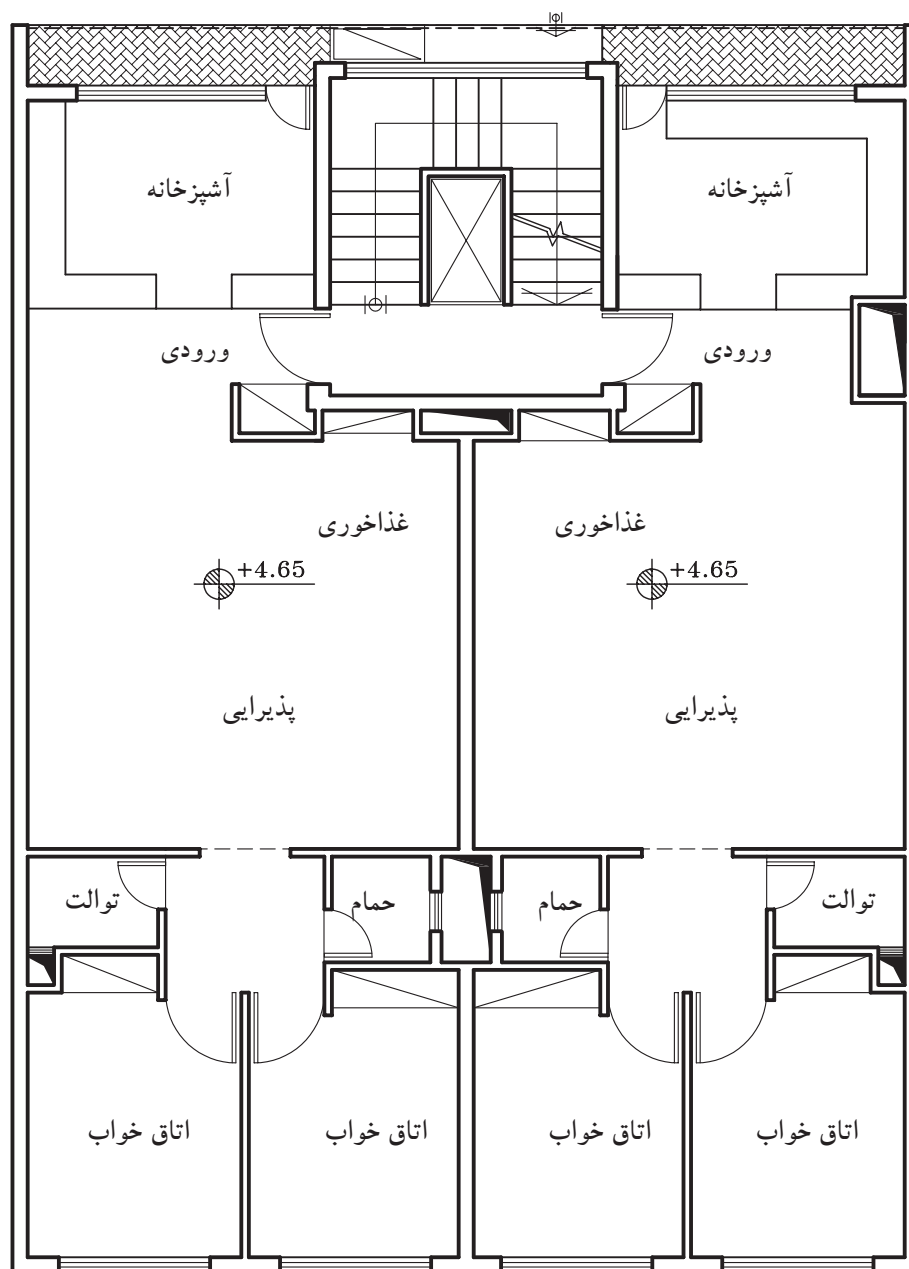 آشپزخانه
آشپزخانه
ورودی
ورودی
غذاخوری
غذاخوری
+4.65
+4.65
پذیرایی
پذیرایی
توالت
حمام
حمام
توالت
اتاق خواب
اتاق خواب
اتاق خواب
اتاق خواب